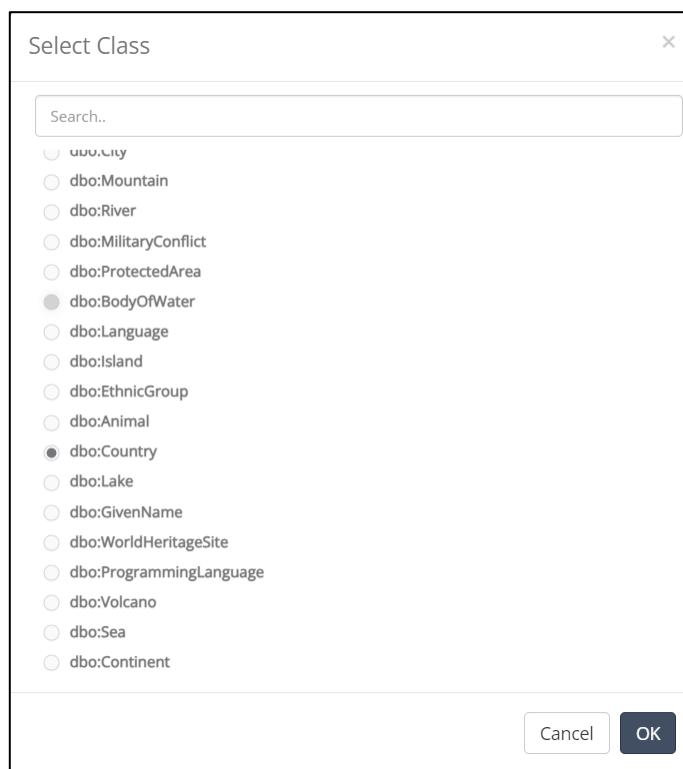 Select Class
×
Search..
dbo:City
dbo:Mountain
dbo:River
dbo:MilitaryConflict
dbo:ProtectedArea
dbo:BodyOfWater
dbo:Language
dbo:Island
dbo:EthnicGroup
dbo:Animal
dbo:Country
dbo:Lake
dbo:GivenName
dbo:WorldHeritageSite
dbo:ProgrammingLanguage
dbo:Volcano
dbo:Sea
dbo:Continent
Cancel OK